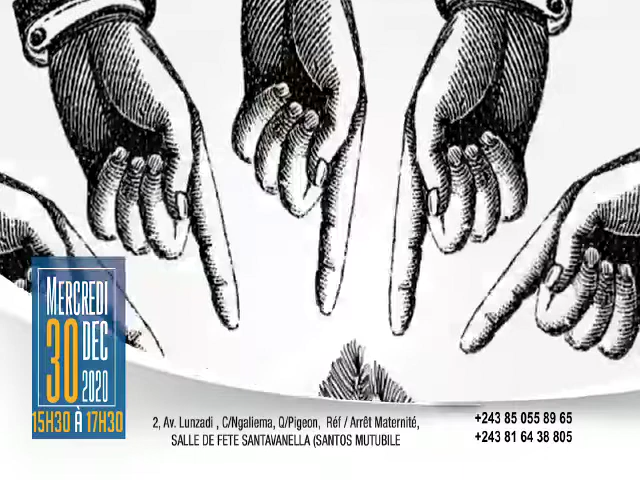 MERCREDI
30
DEC
2020
15H30 À 17H30
2, Av. Lunzadi , C/Ngaliema, Q/Pigeon, Réf / Arrêt Maternité,
SALLE DE FETE SANTAVANELLA (SANTOS MUTUBILE
+243 85 055 89 65
+243 81 64 38 805